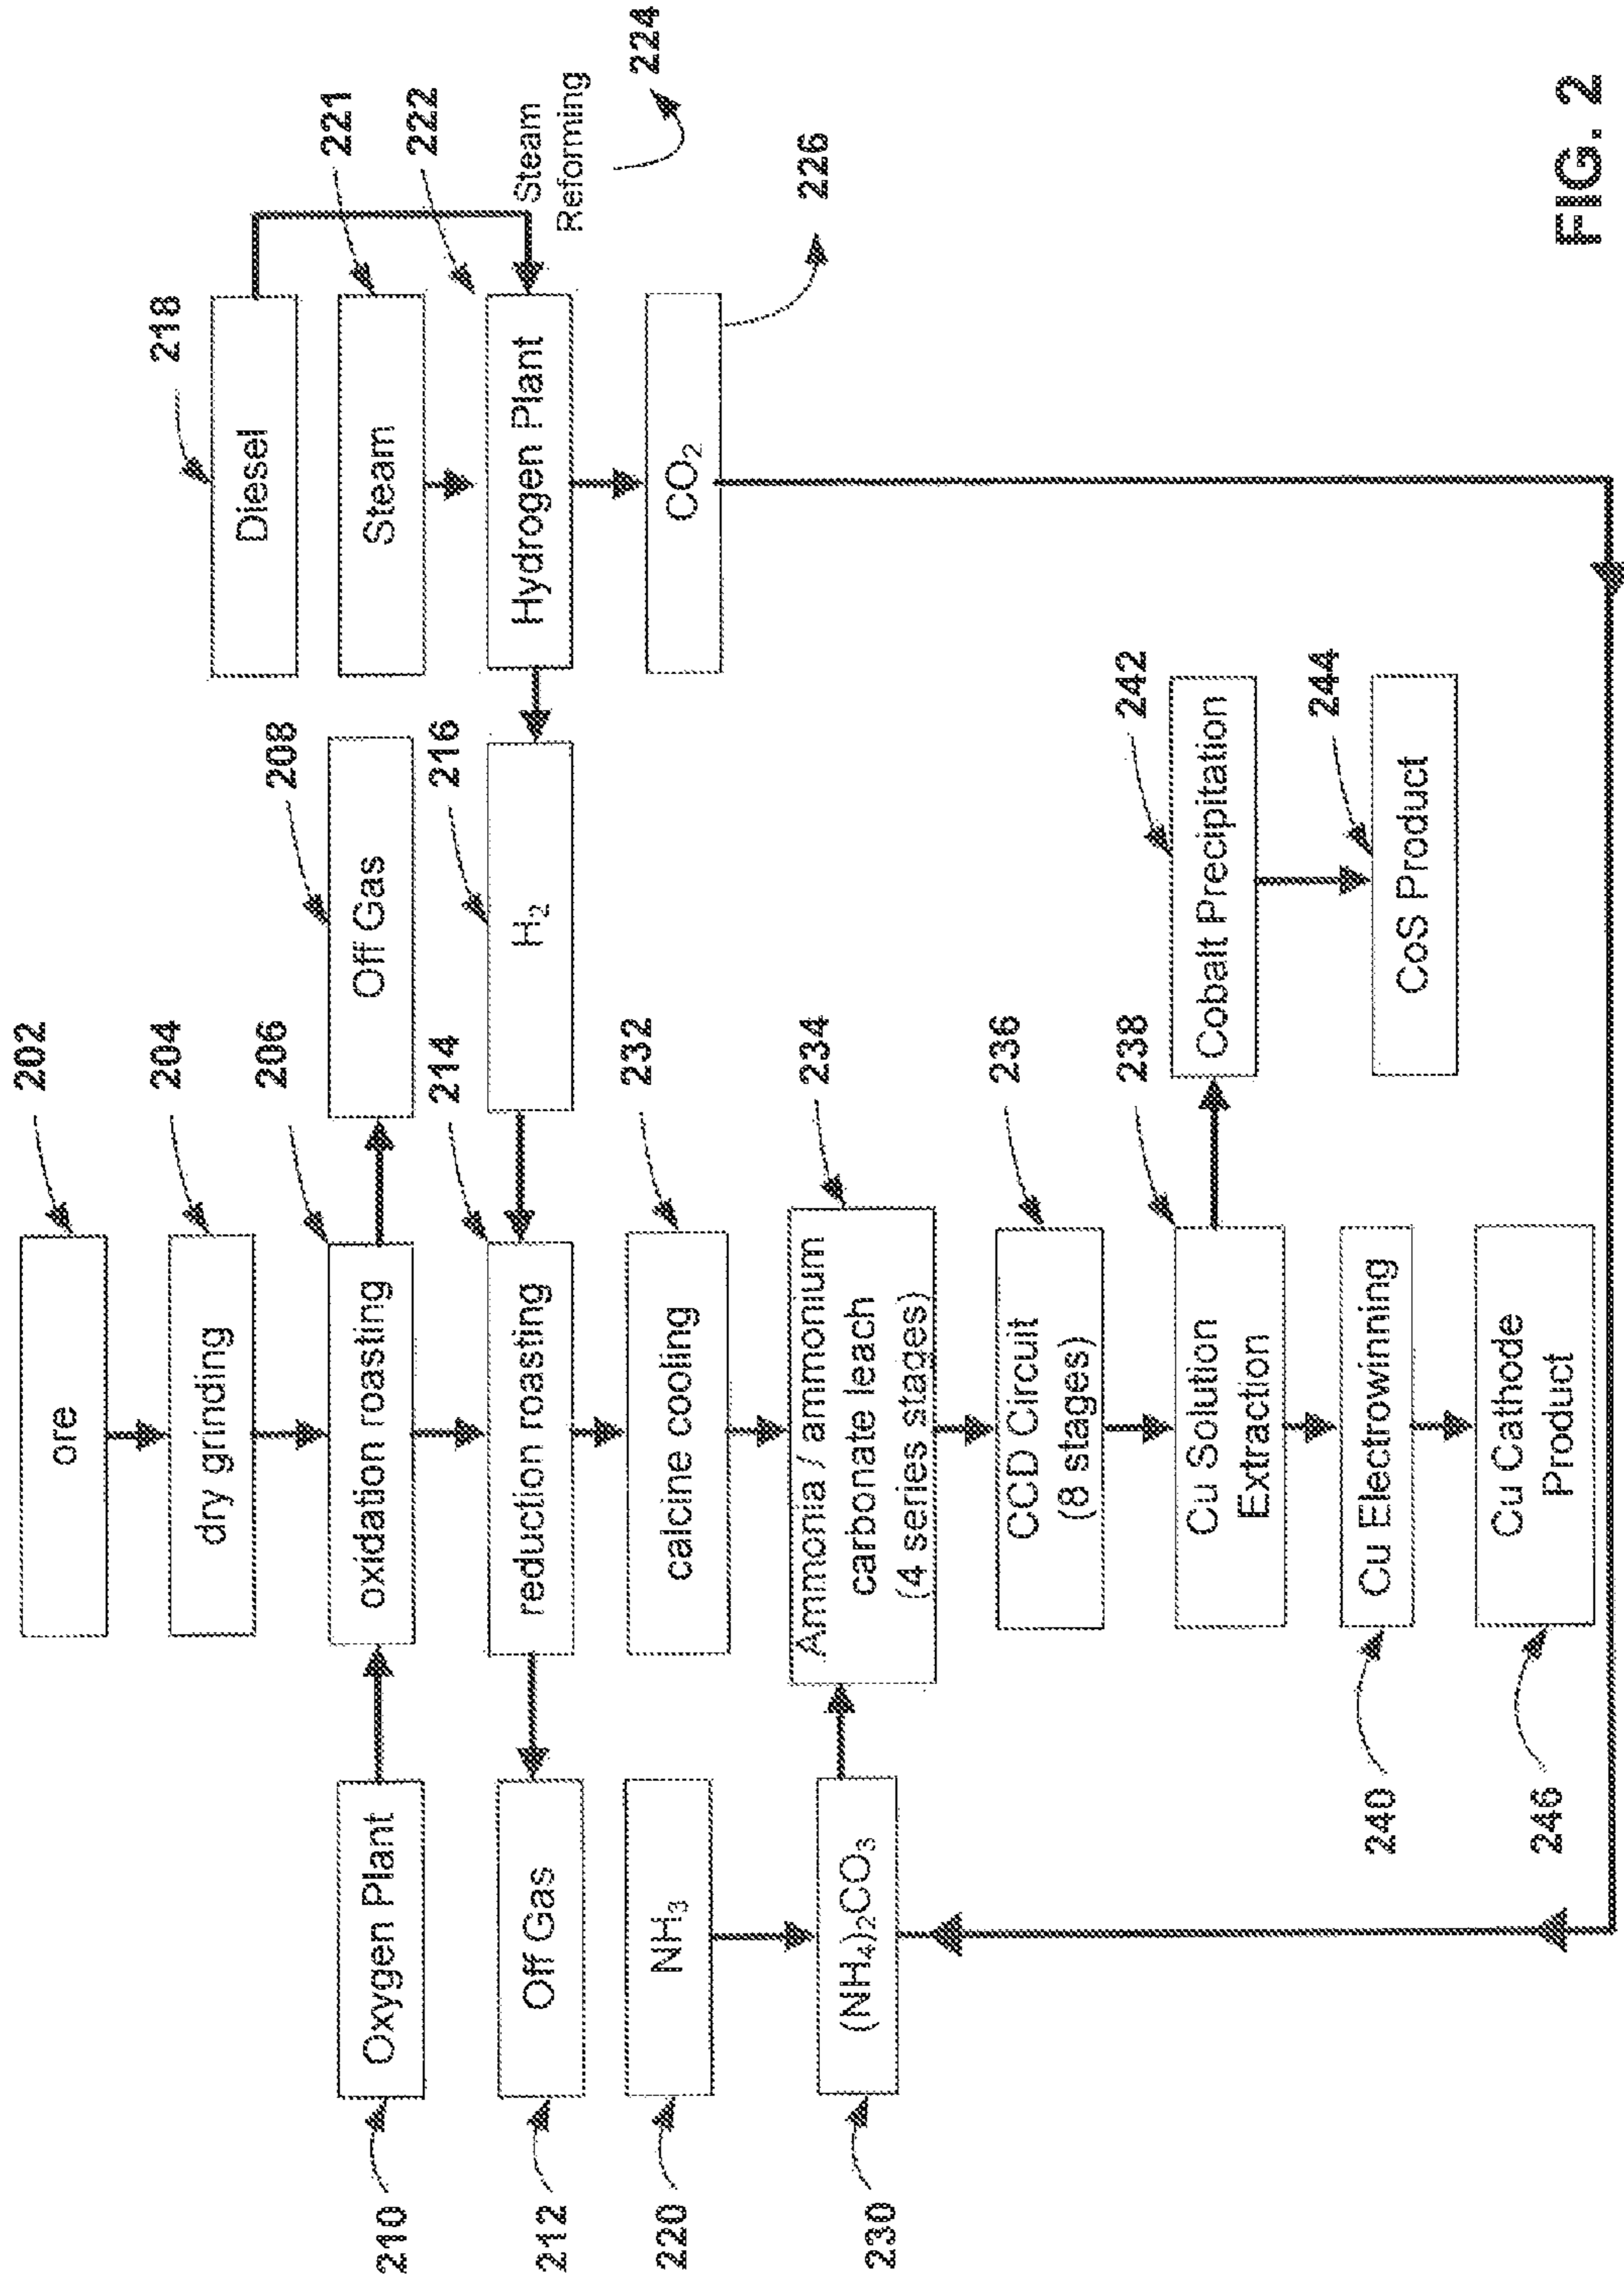 202
ore
204
dry grinding
206
oxidation roasting
208
Off Gas
210
Oxygen Plant
218
Diesel
221
Steam
222
Hydrogen Plant
Steam
Reforming
224
214
reduction roasting
216
H₂
212
Off Gas
CO₂
226
232
calcine cooling
220
NH₃
234
Ammonia / ammonium
carbonate leach
(4 series stages)
230
(NH₄)₂CO₃
236
CCD Circuit
(8 stages)
238
Cu Solution
Extraction
242
Cobalt Precipitation
240
Cu Electrowinning
244
CoS Product
246
Cu Cathode
Product
FIG. 2